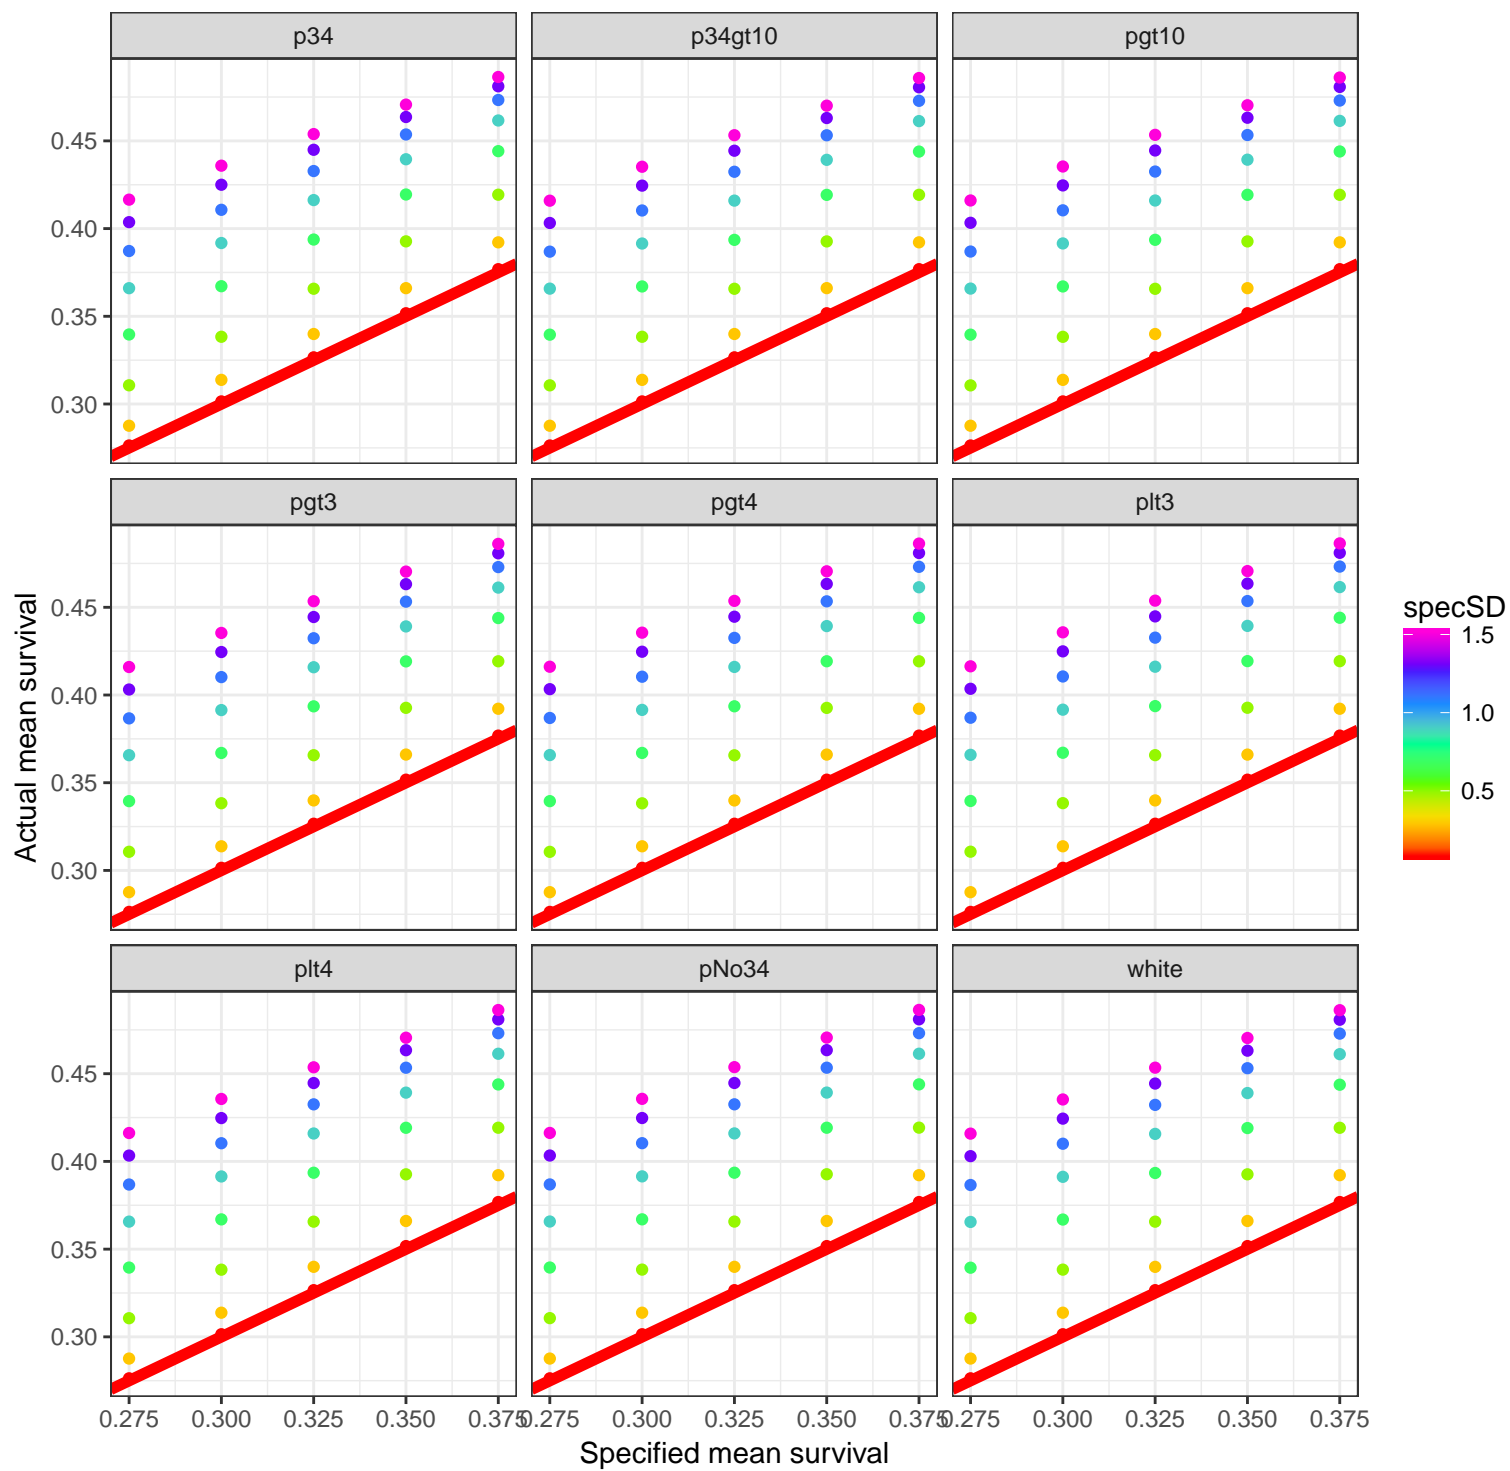 p34 p34gt10 pgt10
0.45
0.40
0.35
0.30
pgt3 pgt4 plt3
0.45
0.40
0.35
0.30
plt4 pNo34 white
0.45
0.40
0.35
0.30
0.275 0.300 0.325 0.350 0.375 0.275 0.300 0.325 0.350 0.375 0.275 0.300 0.325 0.350 0.375
Specified mean survival
Actual mean survival
specSD
1.5
1.0
0.5